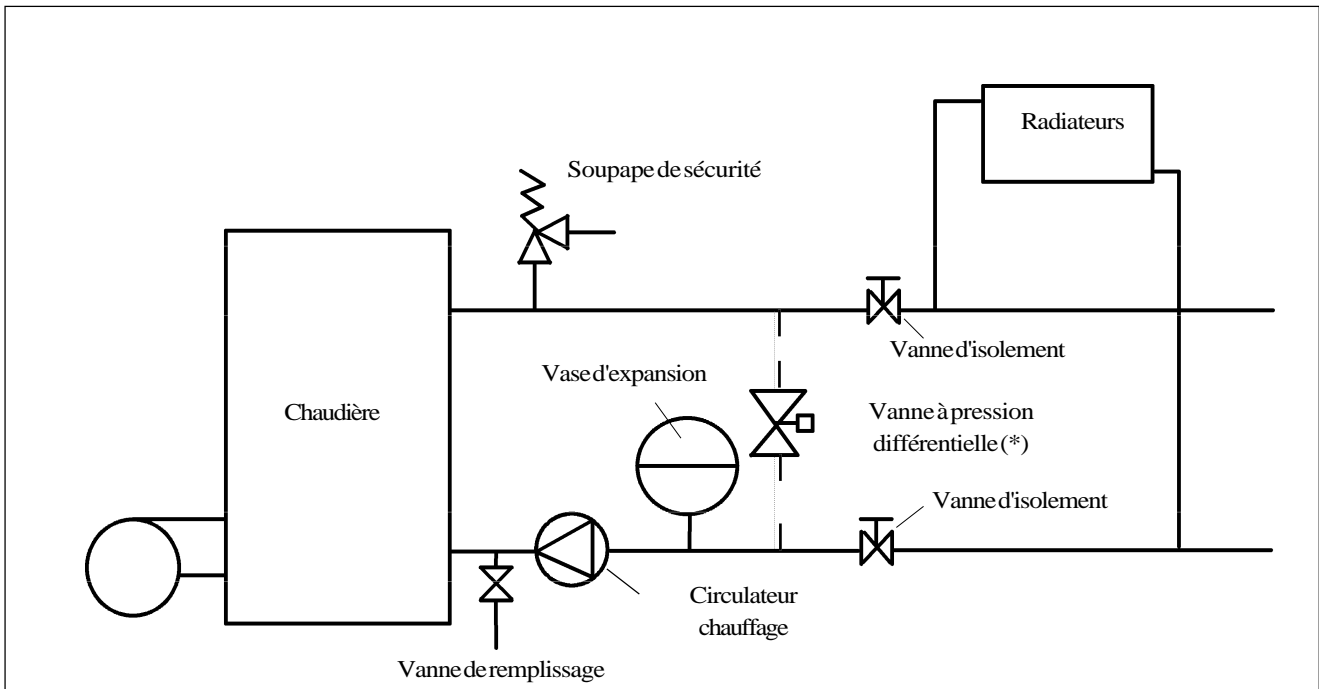 Radiateurs
Soupape de sécurité
Vanne d'isolement
Vase d'expansion
Chaudière
Vanne à pression
différentielle (*)
Vanne d'isolement
Circulateur
chauffage
Vanne de remplissage